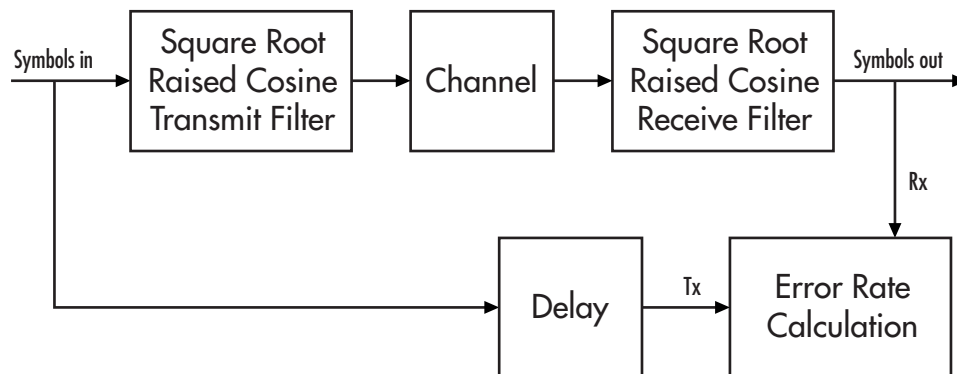 Symbols in
Square Root
Raised Cosine
Transmit Filter
Channel
Square Root
Raised Cosine
Receive Filter
Symbols out
Rx
Delay
Tx
Error Rate
Calculation